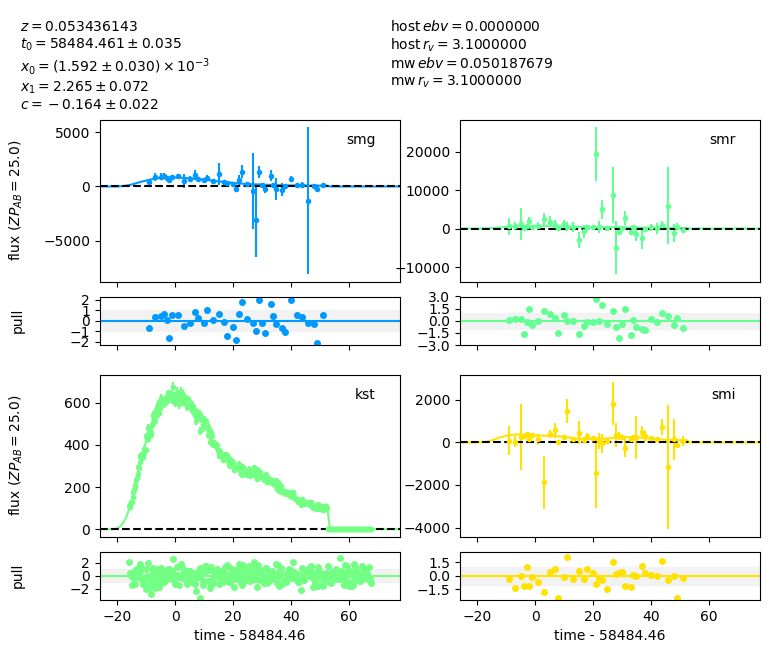 z = 0.053436143
t₀ = 58484.461 ± 0.035
x₀ = (1.592 ± 0.030) × 10⁻³
x₁ = 2.265 ± 0.072
c = −0.164 ± 0.022
host ebv = 0.0000000
host r_v = 3.1000000
mw ebv = 0.050187679
mw r_v = 3.1000000
smg
flux (ZP_AB = 25.0)
5000
0
−5000
smr
20000
10000
0
−10000
pull
2
1
0
−1
−2
3.0
1.5
0.0
−1.5
−3.0
kst
flux (ZP_AB = 25.0)
600
400
200
0
smi
2000
0
−2000
−4000
pull
2
0
−2
1.5
0.0
−1.5
−20 0 20 40 60
time - 58484.46
−20 0 20 40 60
time - 58484.46